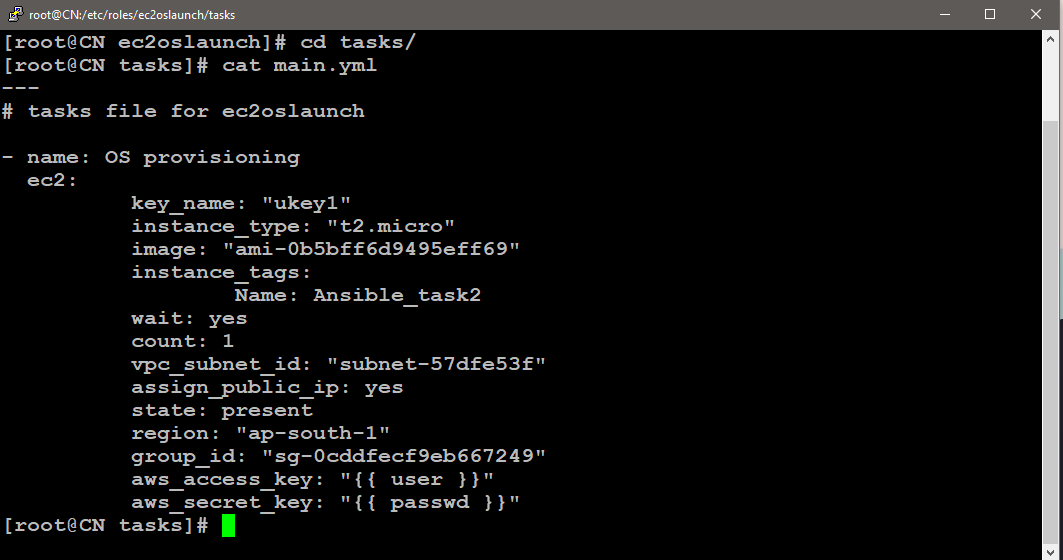 root@CN:/etc/roles/ec2oslaunch/tasks
[root@CN ec2oslaunch]# cd tasks/
[root@CN tasks]# cat main.yml
---
# tasks file for ec2oslaunch

- name: OS provisioning
  ec2:
          key_name: "ukey1"
          instance_type: "t2.micro"
          image: "ami-0b5bff6d9495eff69"
          instance_tags:
                  Name: Ansible_task2
          wait: yes
          count: 1
          vpc_subnet_id: "subnet-57dfe53f"
          assign_public_ip: yes
          state: present
          region: "ap-south-1"
          group_id: "sg-0cddfecf9eb667249"
          aws_access_key: "{{ user }}"
          aws_secret_key: "{{ passwd }}"
[root@CN tasks]#